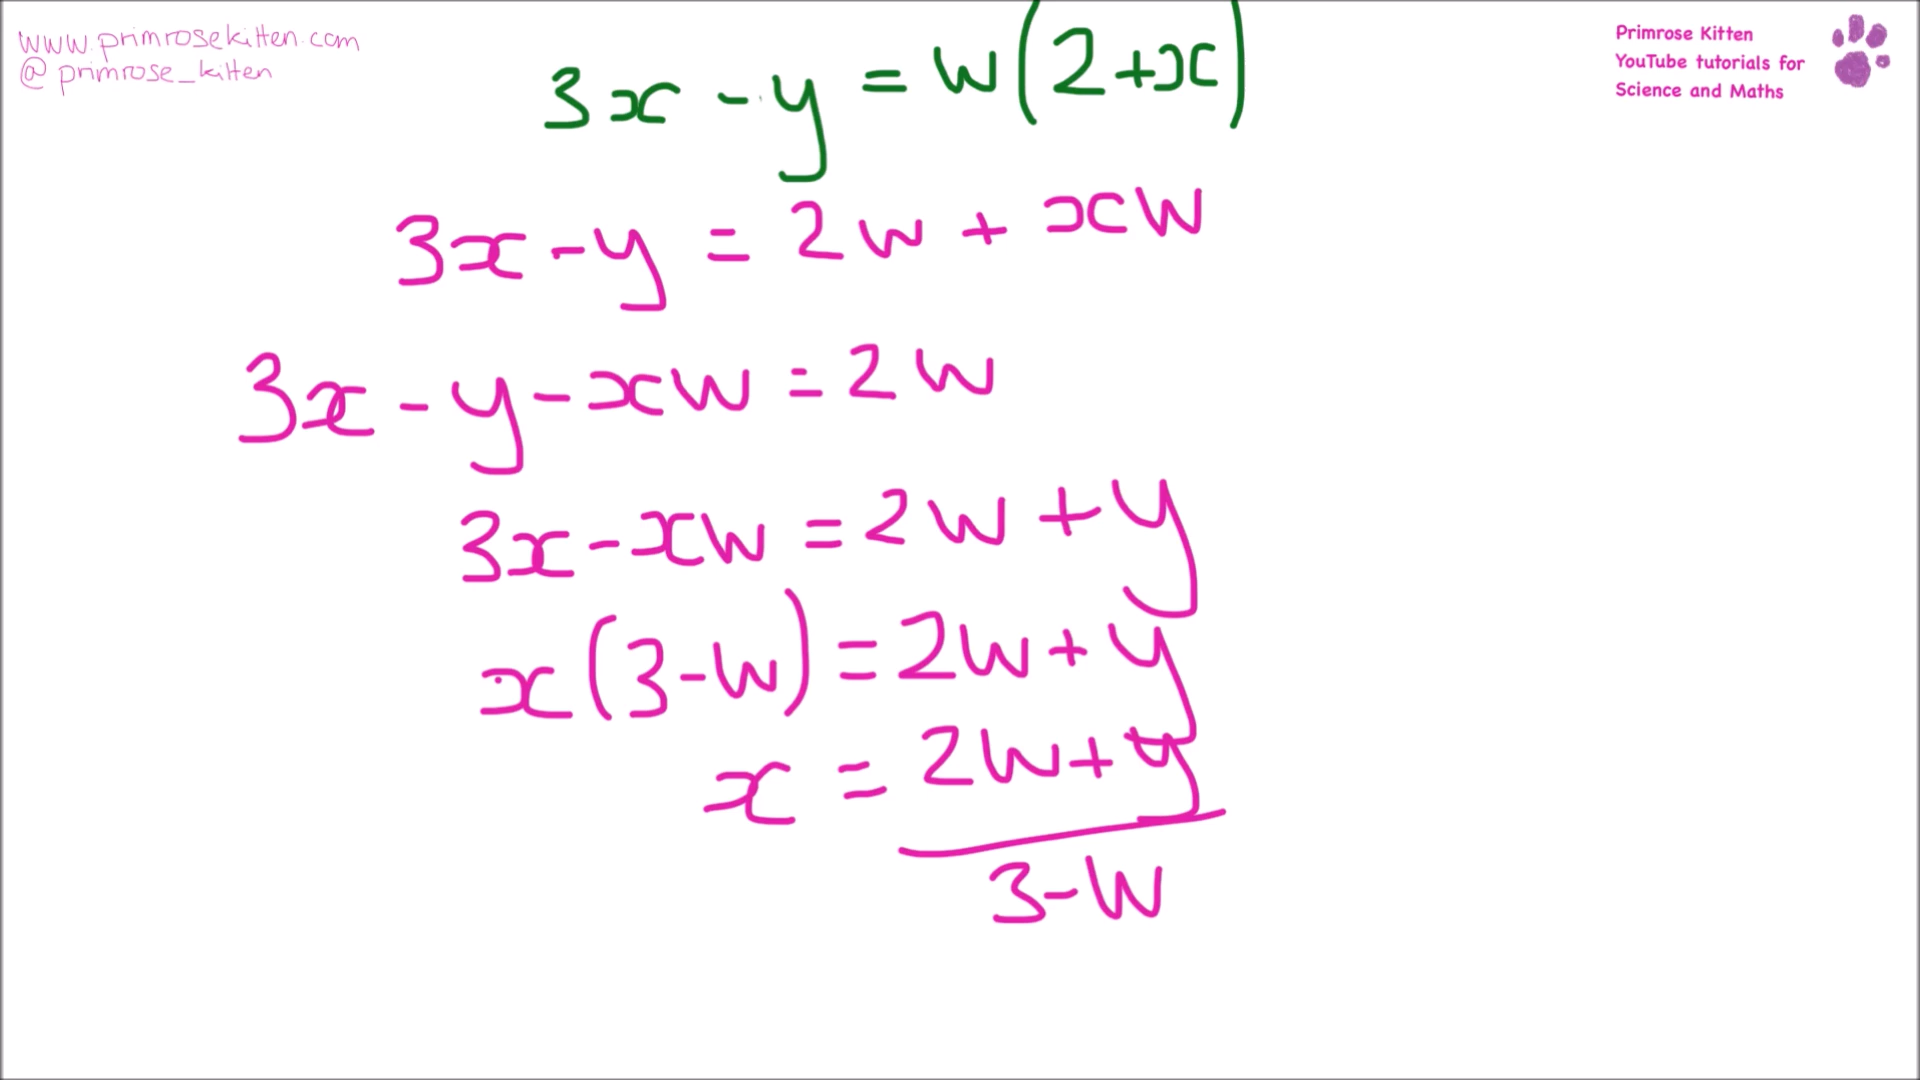 www.primrosekitten.com
@primrose_kitten
Primrose Kitten
YouTube tutorials for
Science and Maths
3x - y = w(2+x)
3x - y = 2w + xw
3x - y - xw = 2w
3x - xw = 2w + y
x(3-w) = 2w + y
x = 2w+y
3-w